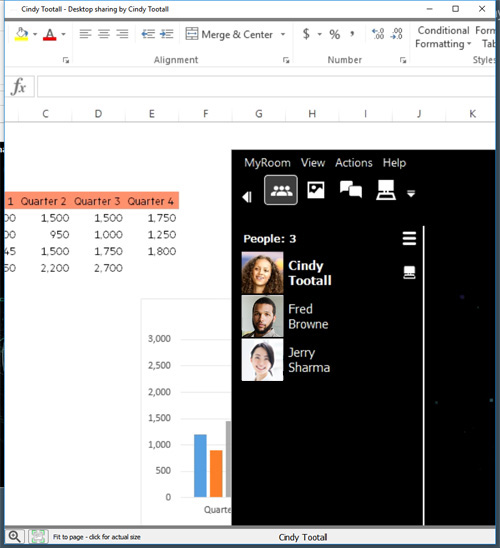 Cindy Tootall - Desktop sharing by Cindy Tootall
A
Merge & Center
$ % ,
Conditional
Formatting
Form
Tab
Alignment
Number
Styles
fx
C D E F G H I J K
MyRoom View Actions Help
1 Quarter 2 Quarter 3 Quarter 4
00 1,500 1,500 1,750
00 950 1,000 1,250
45 1,500 1,750 1,800
50 2,200 2,700
People: 3
Cindy
Tootall
Fred
Browne
Jerry
Sharma
3,000
2,500
2,000
1,500
1,000
500
0
Quarte
Fit to page - click for actual size
Cindy Tootall